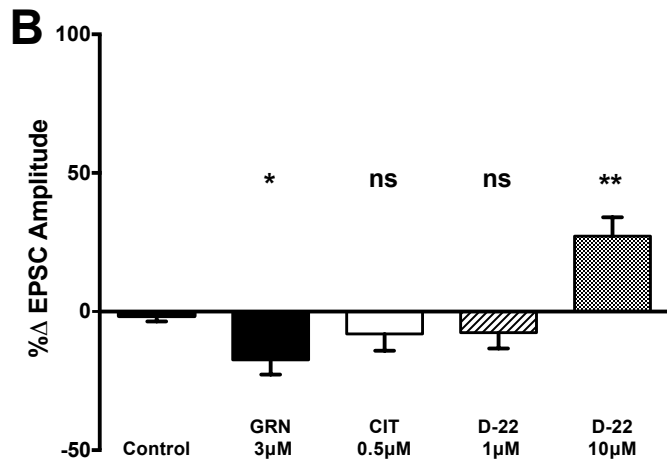 B
100
50
0
-50
%Δ EPSC Amplitude
* ns ns **
Control GRN 3μM CIT 0.5μM D-22 1μM D-22 10μM